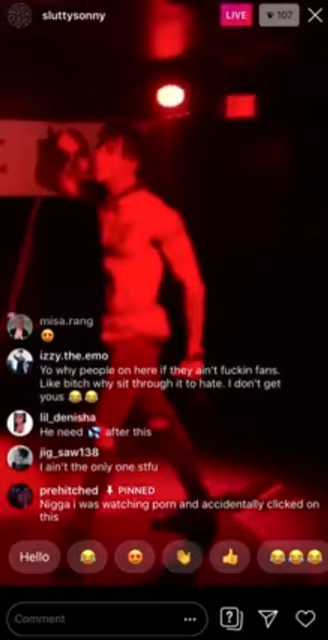 sluttysonny
LIVE
102
E
misa.rang
😍
izzy.the.emo
Yo why people on here if they ain't fuckin fans.
Like bitch why sit through it to hate. I don't get
yous 😂😂
lil_denisha
He need 💦 after this
jig_saw138
I ain't the only one.stfu
prehitched PINNED
Nigga i was watching porn and accidentally clicked on
this
Hello 😂 😍 👏 👍 😂😂😂
Comment ...